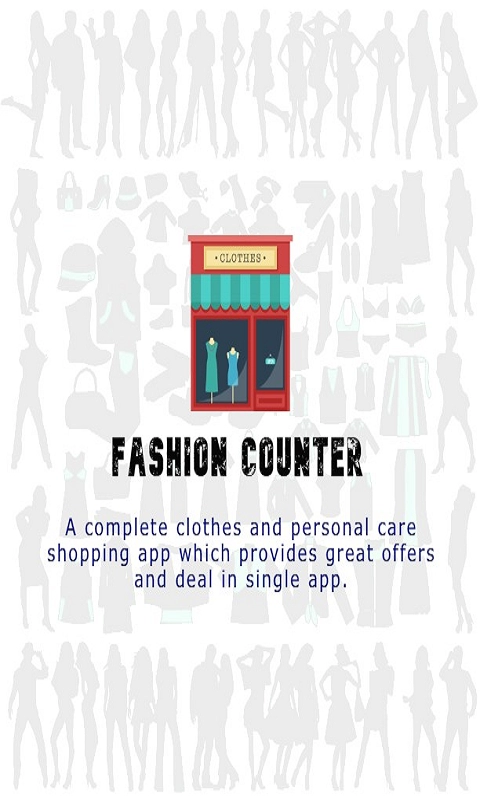 •CLOTHES•
FASHION COUNTER
A complete clothes and personal care
shopping app which provides great offers
and deal in single app.